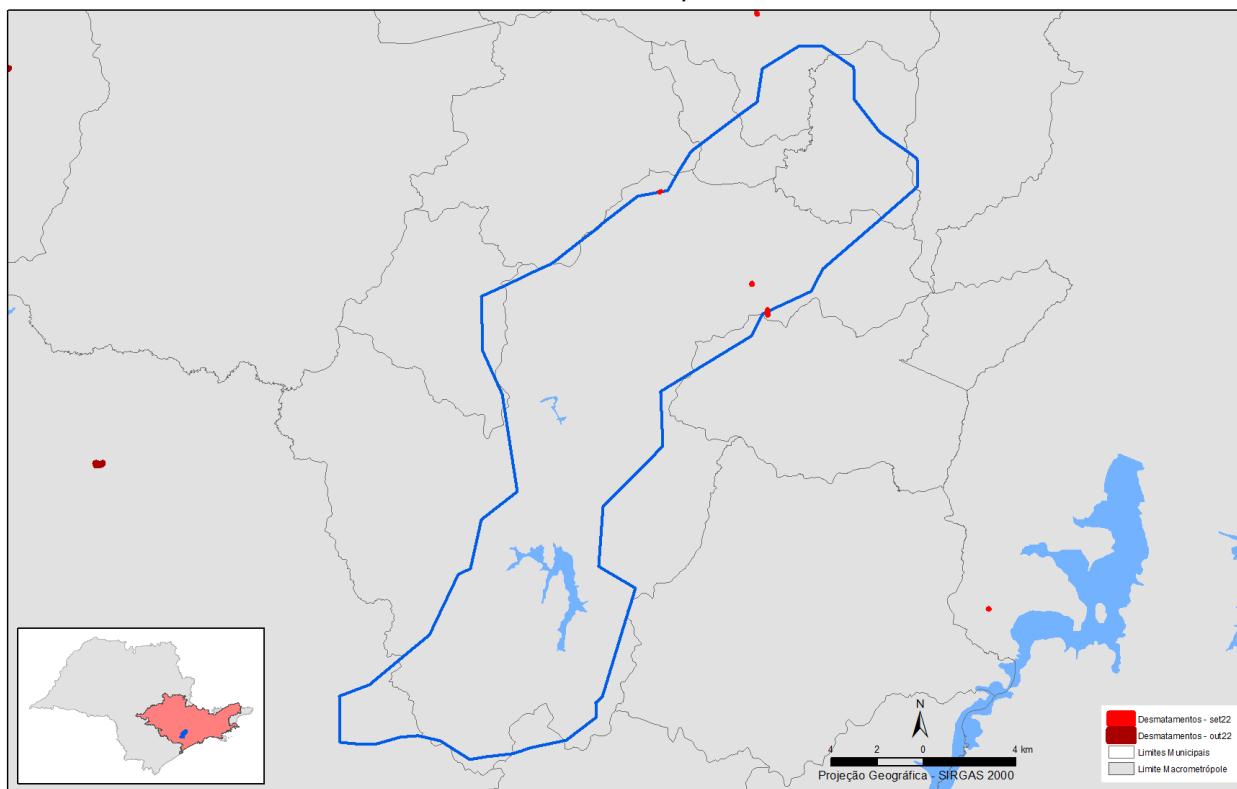 N
4 2 0 4 km
Projeção Geográfica - SIRGAS 2000
Desmatamentos - set22
Desmatamentos - out22
Limites Municipais
Limite Macrometrópole